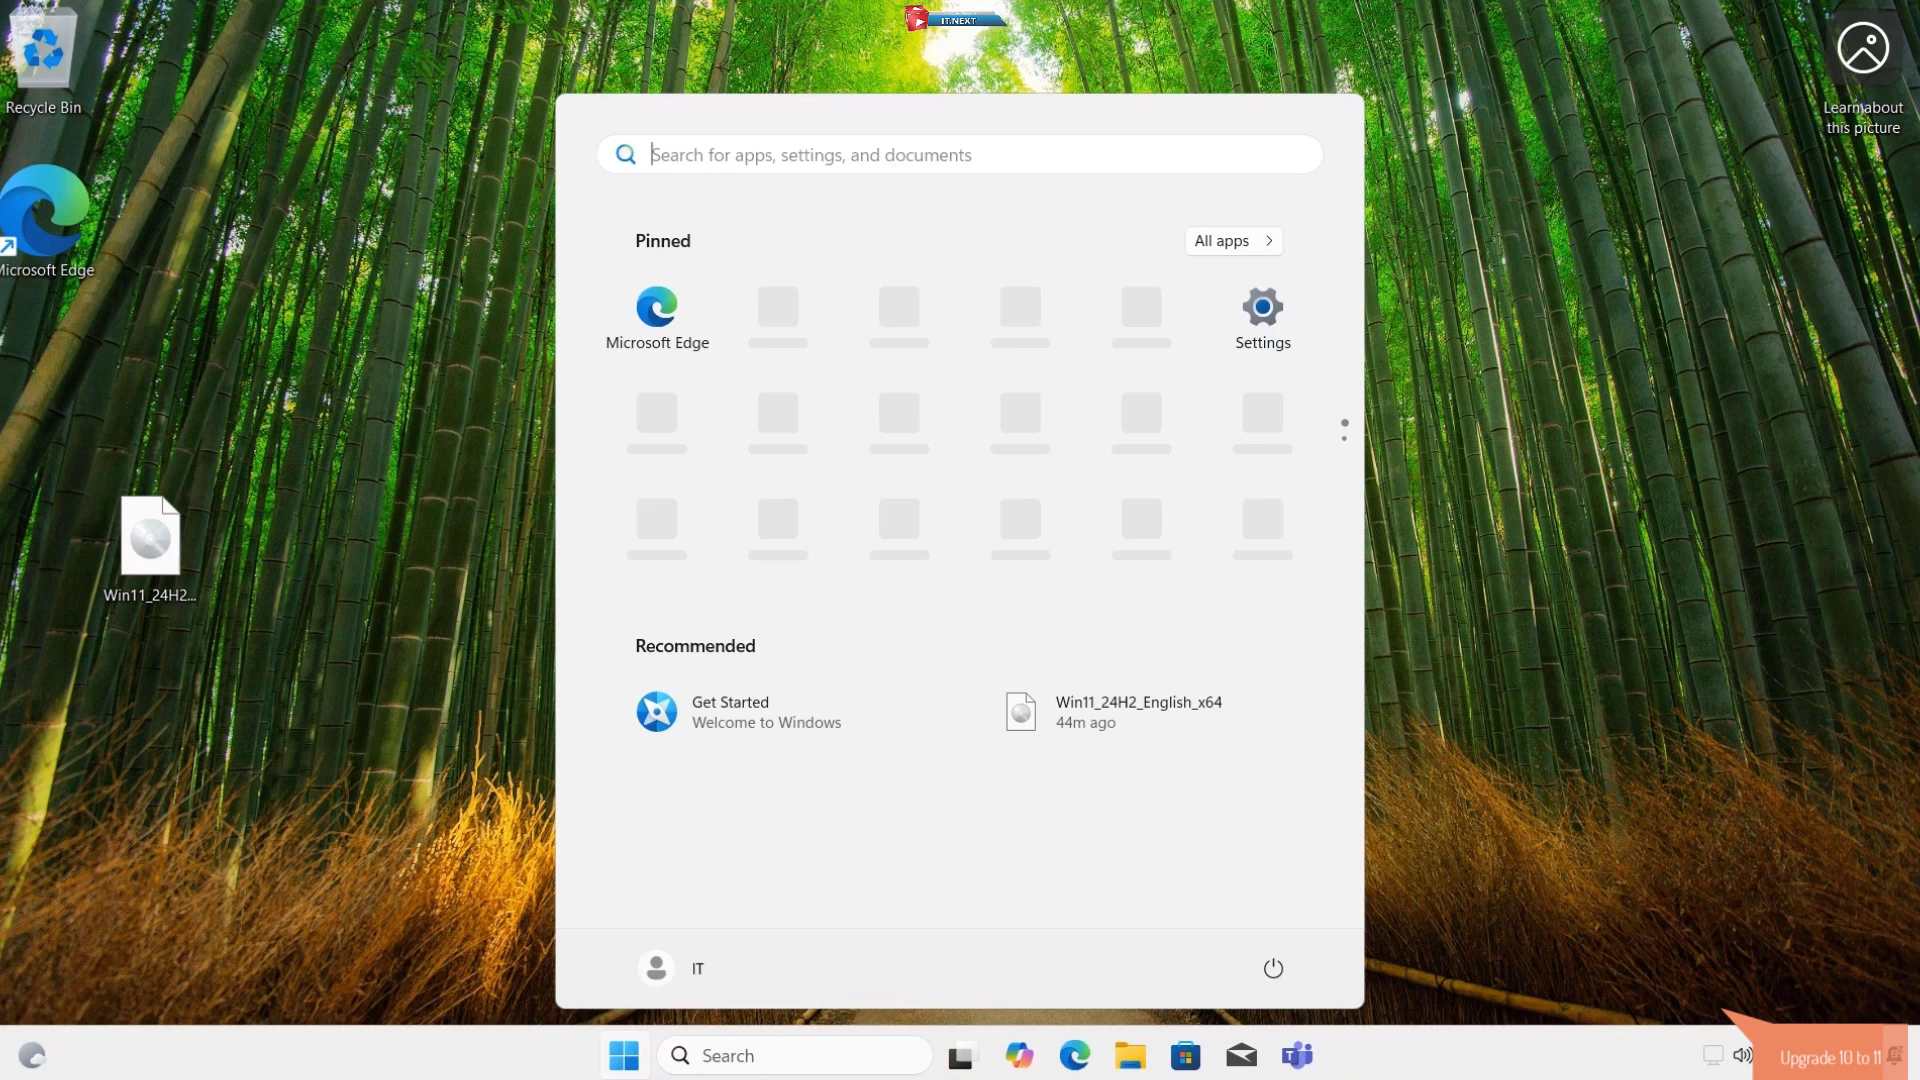 IT.NEXT
Recycle Bin
Learn about
this picture
Search for apps, settings, and documents
Pinned
All apps
Microsoft Edge
Microsoft Edge
Settings
Win11_24H2...
Recommended
Get Started
Welcome to Windows
Win11_24H2_English_x64
44m ago
IT
Search
Upgrade 10 to 11